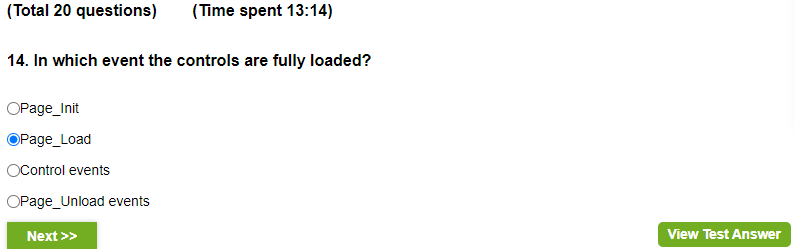 (Total 20 questions) (Time spent 13:14)
14. In which event the controls are fully loaded?
Page_Init
Page_Load
Control events
Page_Unload events
Next >> View Test Answer